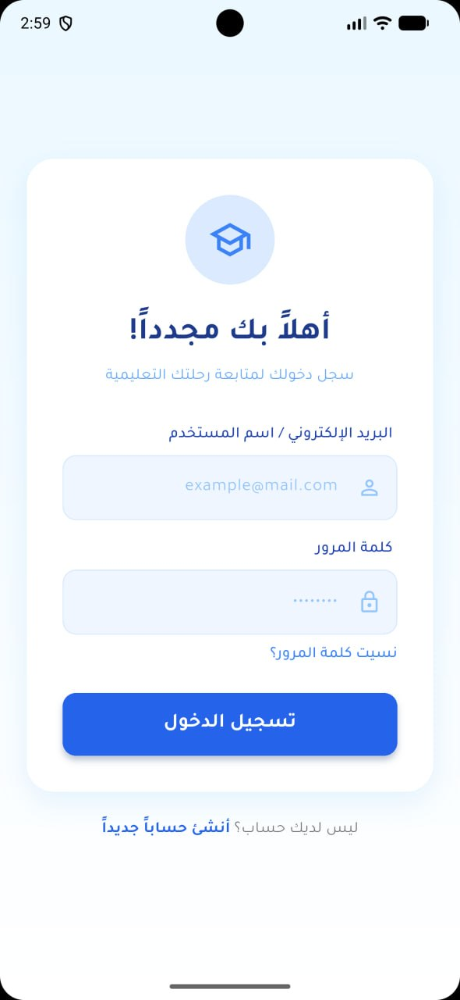 2:59
أهلاً بك مجدداً!
سجل دخولك لمتابعة رحلتك التعليمية
البريد الإلكتروني / اسم المستخدم
example@mail.com
كلمة المرور
........
نسيت كلمة المرور؟
تسجيل الدخول
ليس لديك حساب؟ أنشئ حساباً جديداً